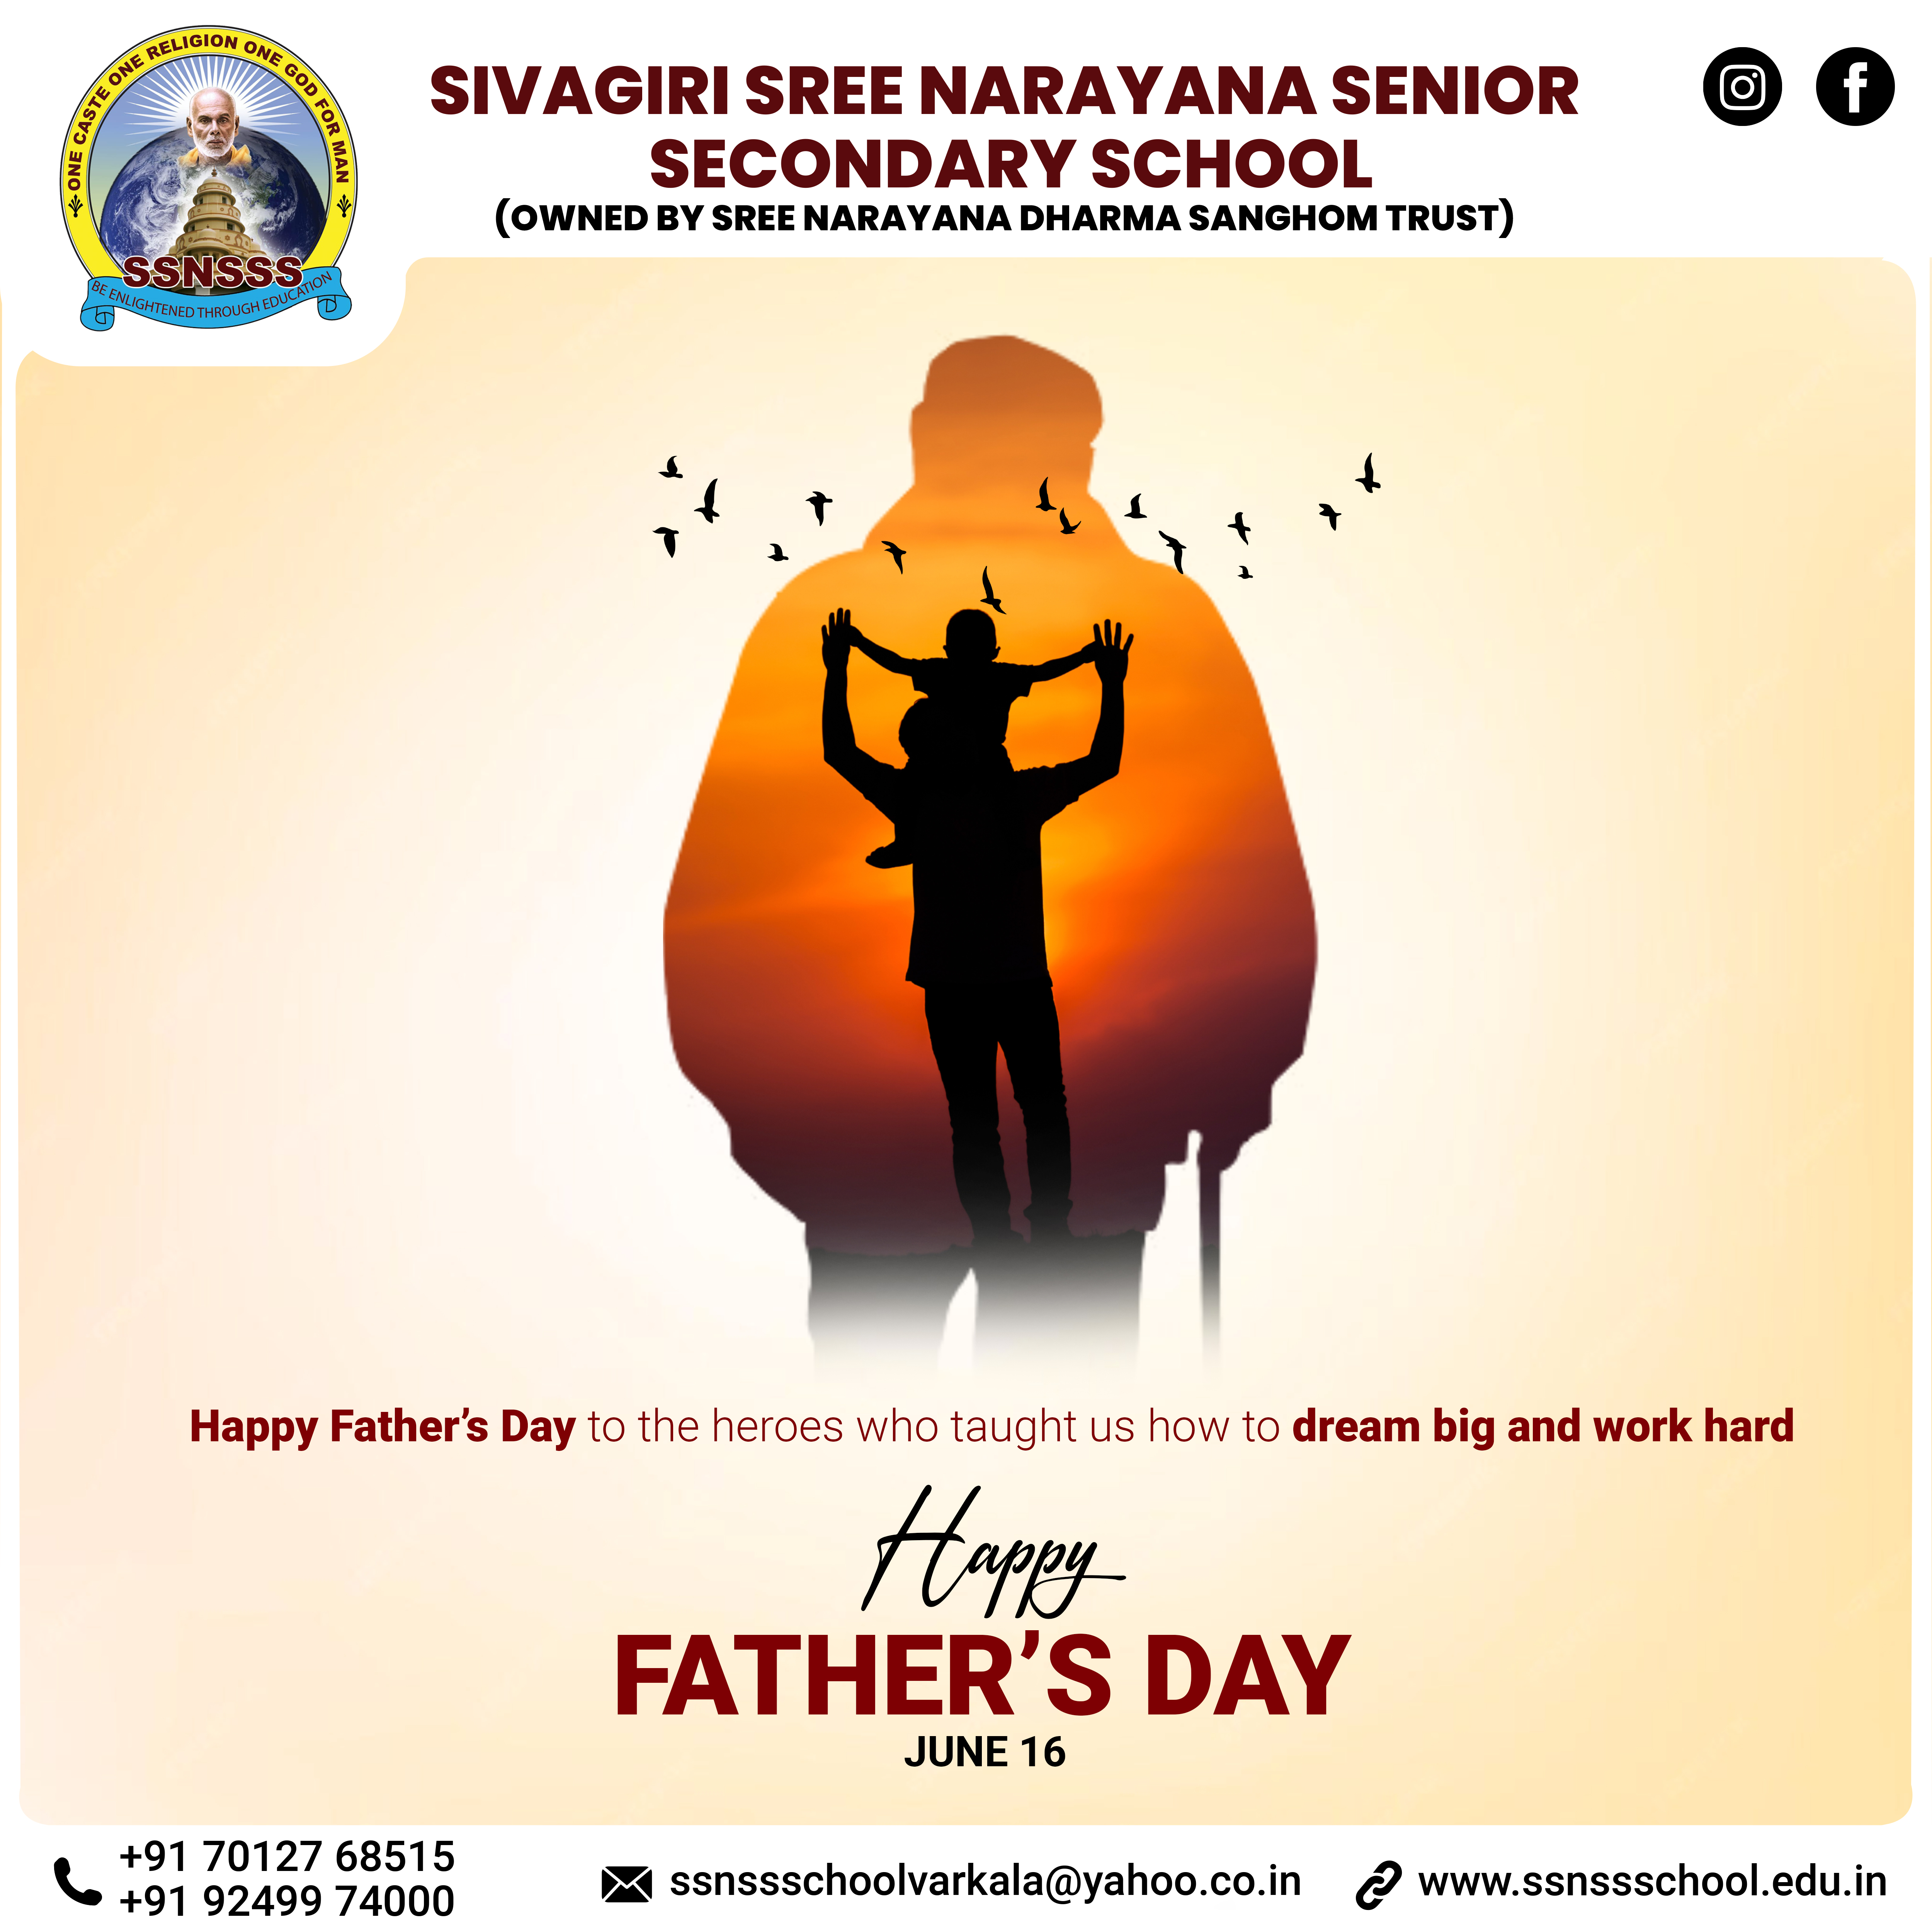 ONE CASTE ONE RELIGION ONE GOD FOR MAN
SSNSSS
BE ENLIGHTENED THROUGH EDUCATION
SIVAGIRI SREE NARAYANA SENIOR
SECONDARY SCHOOL
(OWNED BY SREE NARAYANA DHARMA SANGHOM TRUST)
Happy Father’s Day to the heroes who taught us how to dream big and work hard
Happy
FATHER’S DAY
JUNE 16
+91 70127 68515
+91 92499 74000
ssnsssschoolvarkala@yahoo.co.in
www.ssnsssschool.edu.in